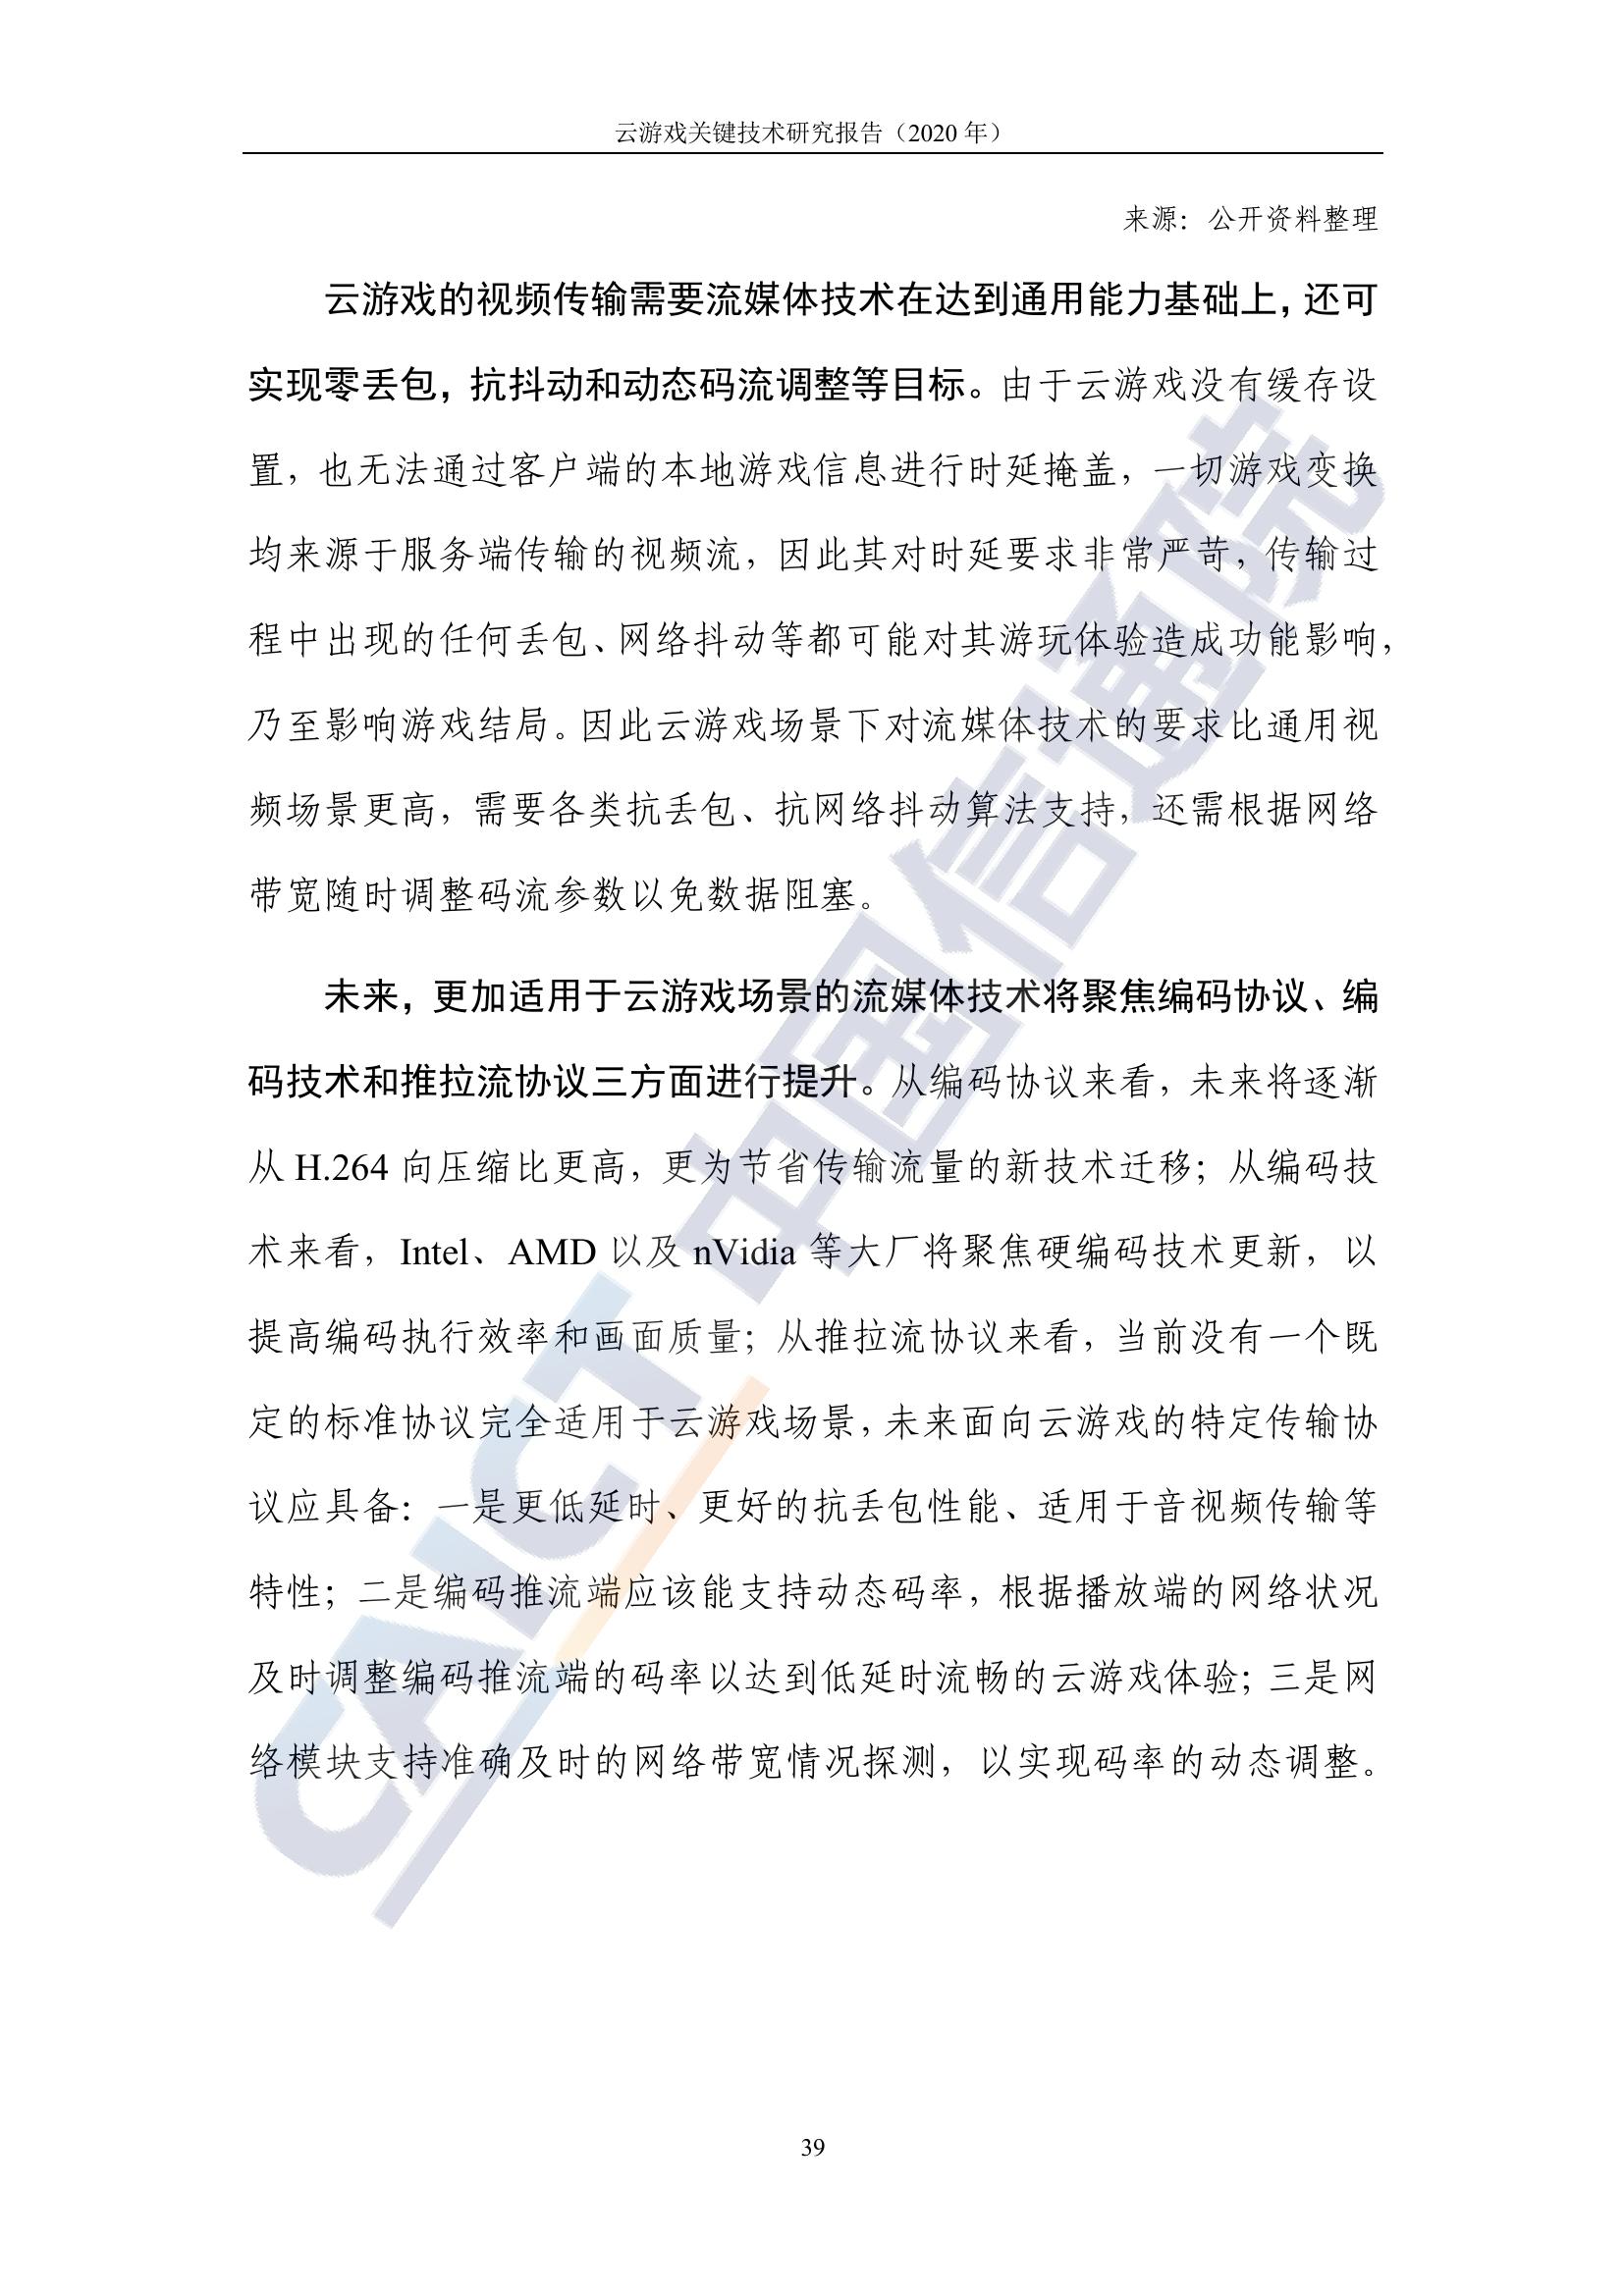 云游戏关键技术研究报告（2020 年）
来源：公开资料整理
云游戏的视频传输需要流媒体技术在达到通用能力基础上，还可
实现零丢包，抗抖动和动态码流调整等目标。由于云游戏没有缓存设
置，也无法通过客户端的本地游戏信息进行时延掩盖，一切游戏变换
均来源于服务端传输的视频流，因此其对时延要求非常严苛，传输过
程中出现的任何丢包、网络抖动等都可能对其游玩体验造成功能影响，
乃至影响游戏结局。因此云游戏场景下对流媒体技术的要求比通用视
频场景更高，需要各类抗丢包、抗网络抖动算法支持，还需根据网络
带宽随时调整码流参数以免数据阻塞。
未来，更加适用于云游戏场景的流媒体技术将聚焦编码协议、编
码技术和推拉流协议三方面进行提升。从编码协议来看，未来将逐渐
从 H.264 向压缩比更高，更为节省传输流量的新技术迁移；从编码技
术来看，Intel、AMD 以及 nVidia 等大厂将聚焦硬编码技术更新，以
提高编码执行效率和画面质量；从推拉流协议来看，当前没有一个既
定的标准协议完全适用于云游戏场景，未来面向云游戏的特定传输协
议应具备：一是更低延时、更好的抗丢包性能、适用于音视频传输等
特性；二是编码推流端应该能支持动态码率，根据播放端的网络状况
及时调整编码推流端的码率以达到低延时流畅的云游戏体验；三是网
络模块支持准确及时的网络带宽情况探测，以实现码率的动态调整。
CAICT 中国信通院
39